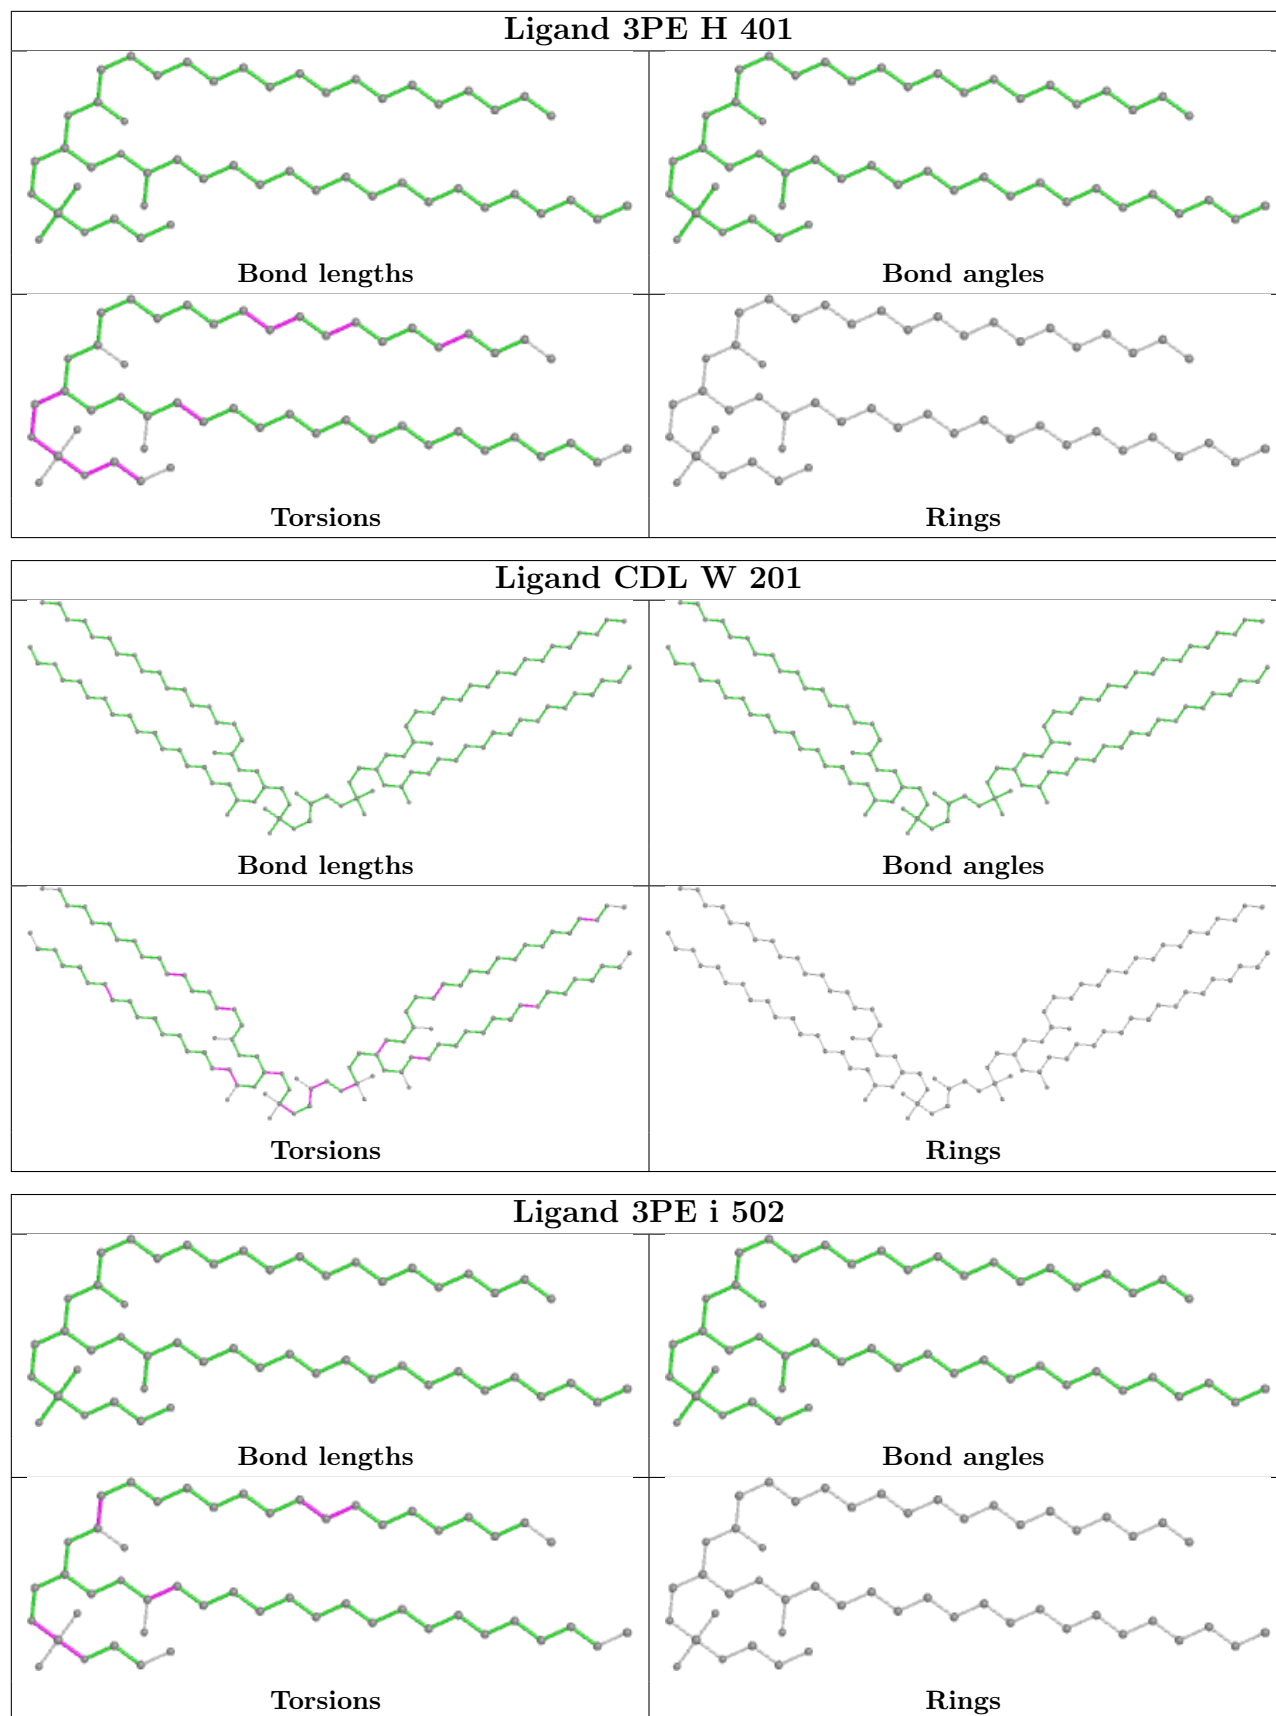 Ligand 3PE H 401
Bond lengths
Bond angles
Torsions
Rings
Ligand CDL W 201
Bond lengths
Bond angles
Torsions
Rings
Ligand 3PE i 502
Bond lengths
Bond angles
Torsions
Rings